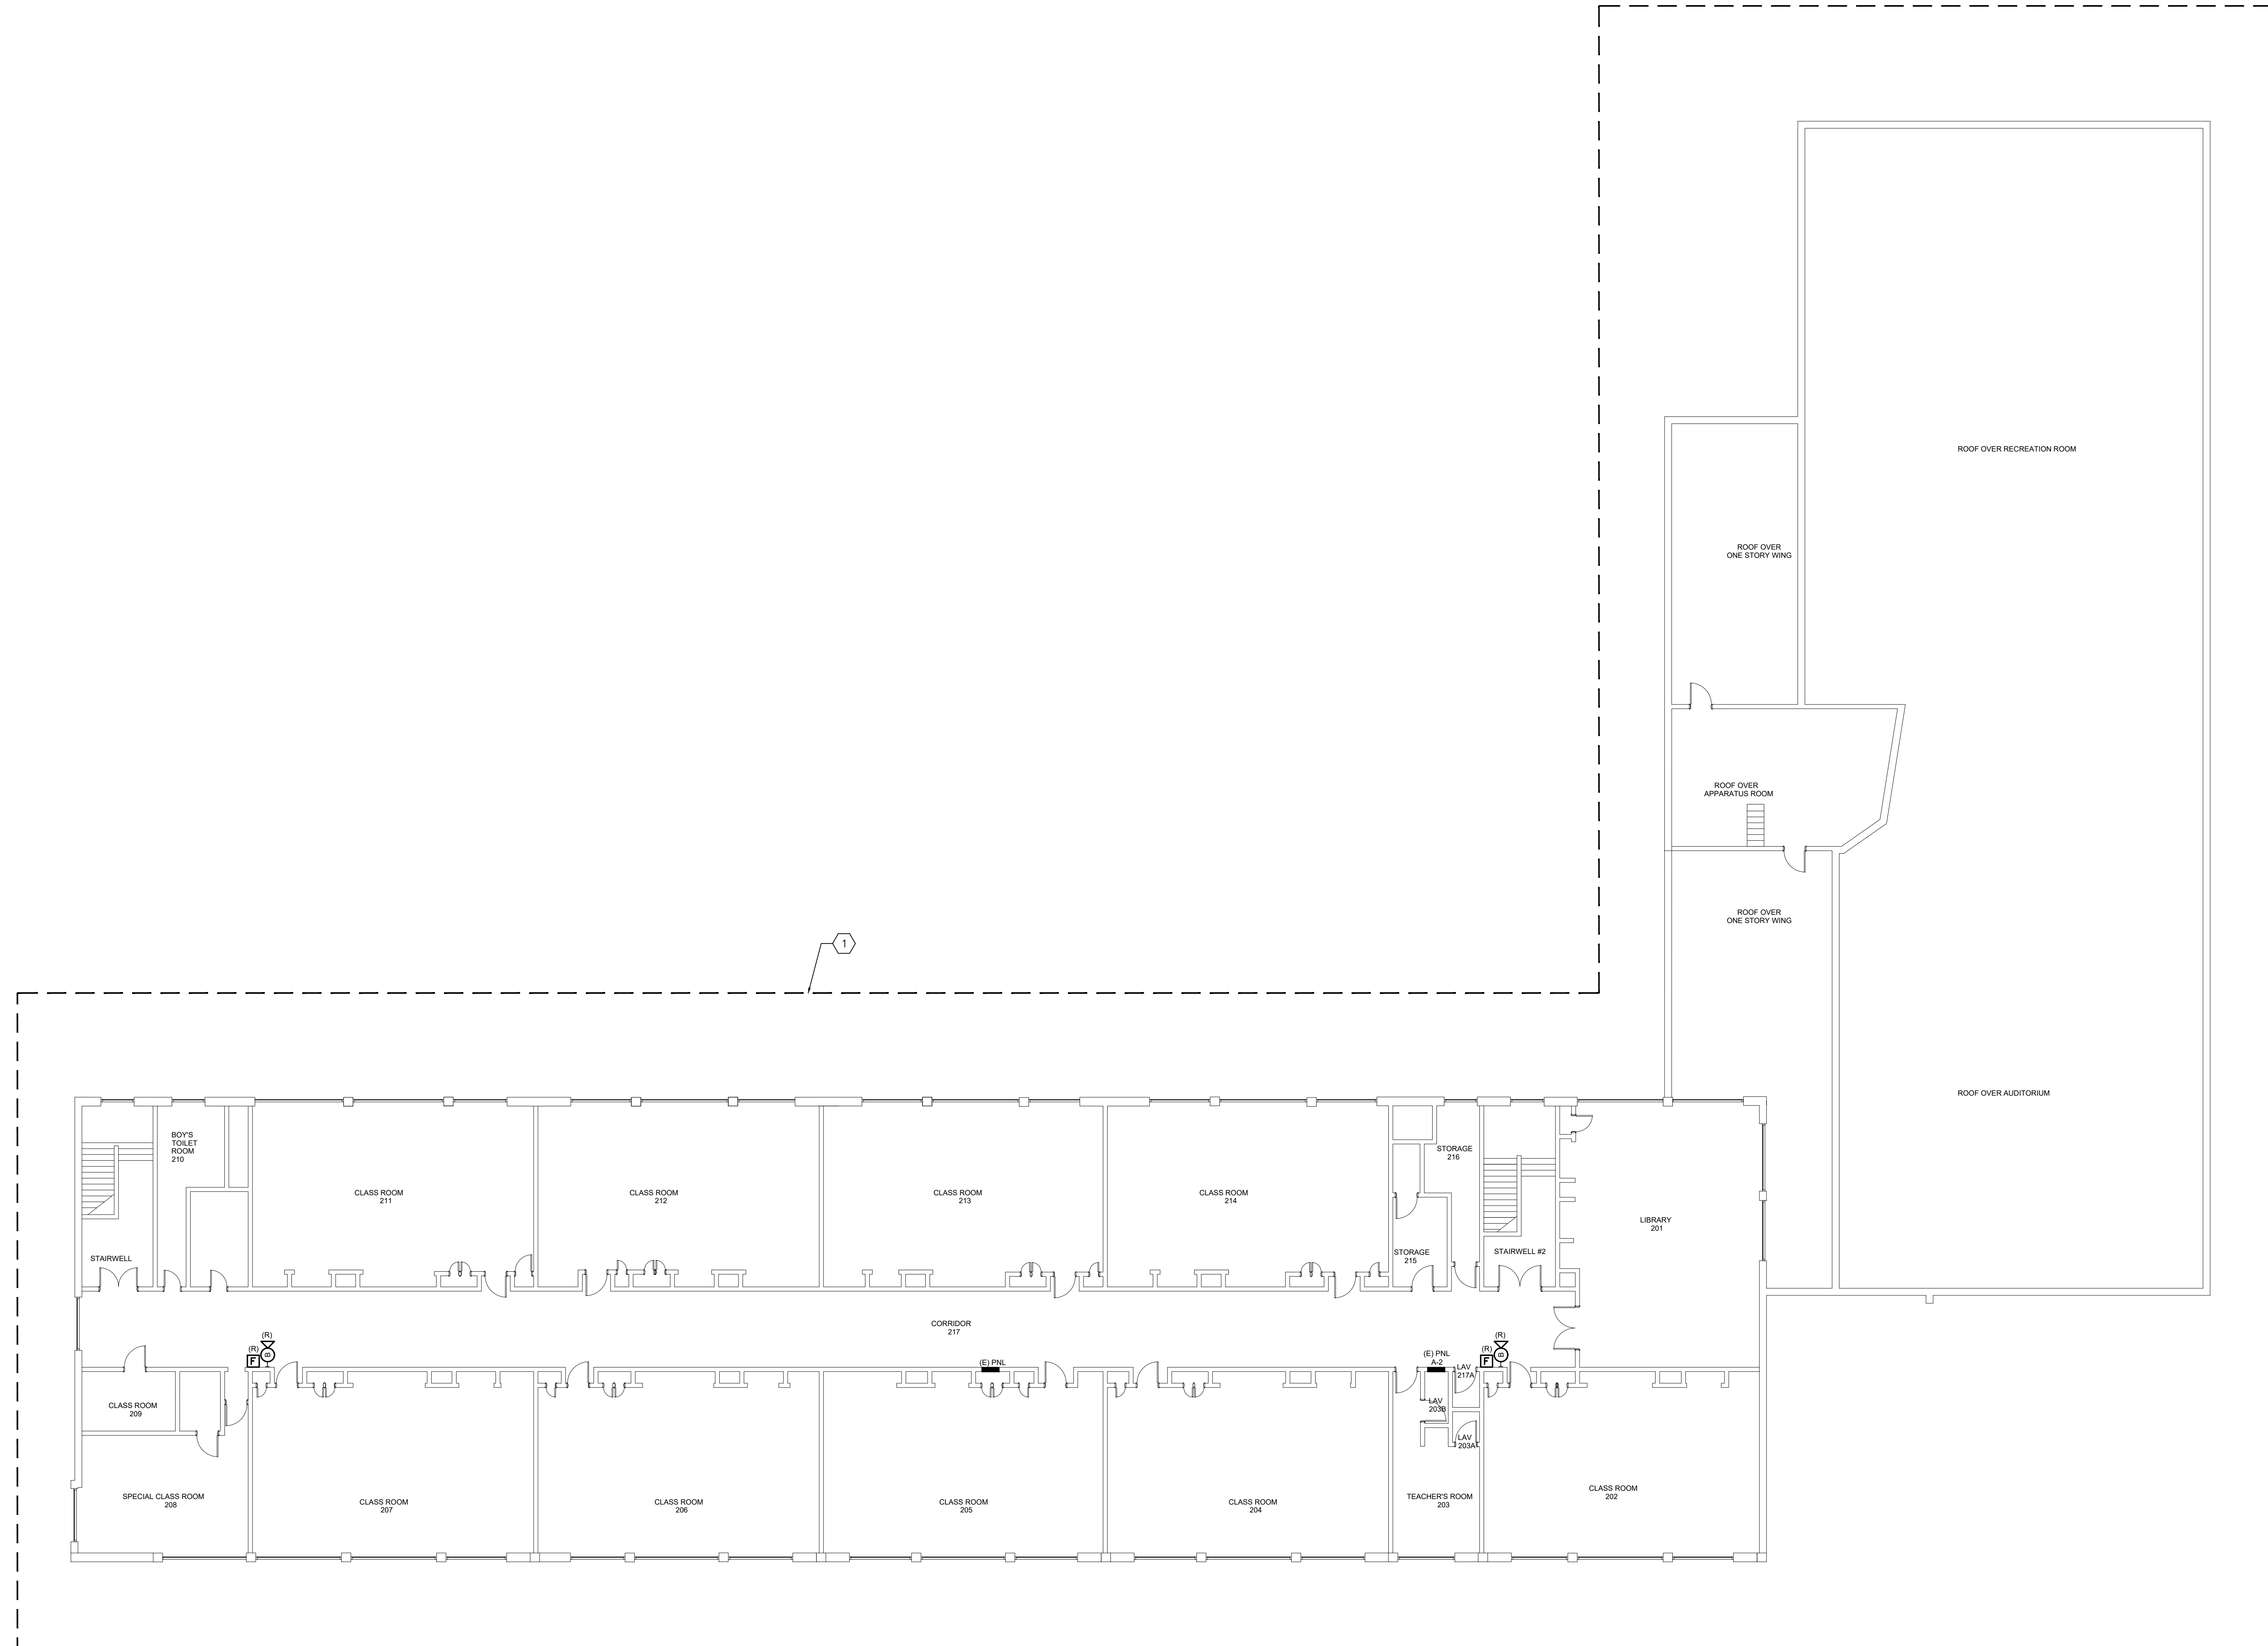 ROOF OVER RECREATION ROOM
ROOF OVER
ONE STORY WING
ROOF OVER
APPARATUS ROOM
ROOF OVER
ONE STORY WING
1
ROOF OVER AUDITORIUM
BOY'S
TOILET
ROOM
210
STORAGE
216
CLASS ROOM
211
CLASS ROOM
212
CLASS ROOM
213
CLASS ROOM
214
LIBRARY
201
STAIRWELL
STORAGE
215
STAIRWELL #2
CORRIDOR
217
(R)
(R)
F
B
(E) PNL
(E) PNL
A-2
LAV
217A
(R)
(R)
F
B
CLASS ROOM
209
LAV
203B
LAV
203A
SPECIAL CLASS ROOM
208
CLASS ROOM
207
CLASS ROOM
206
CLASS ROOM
205
CLASS ROOM
204
TEACHER'S ROOM
203
CLASS ROOM
202